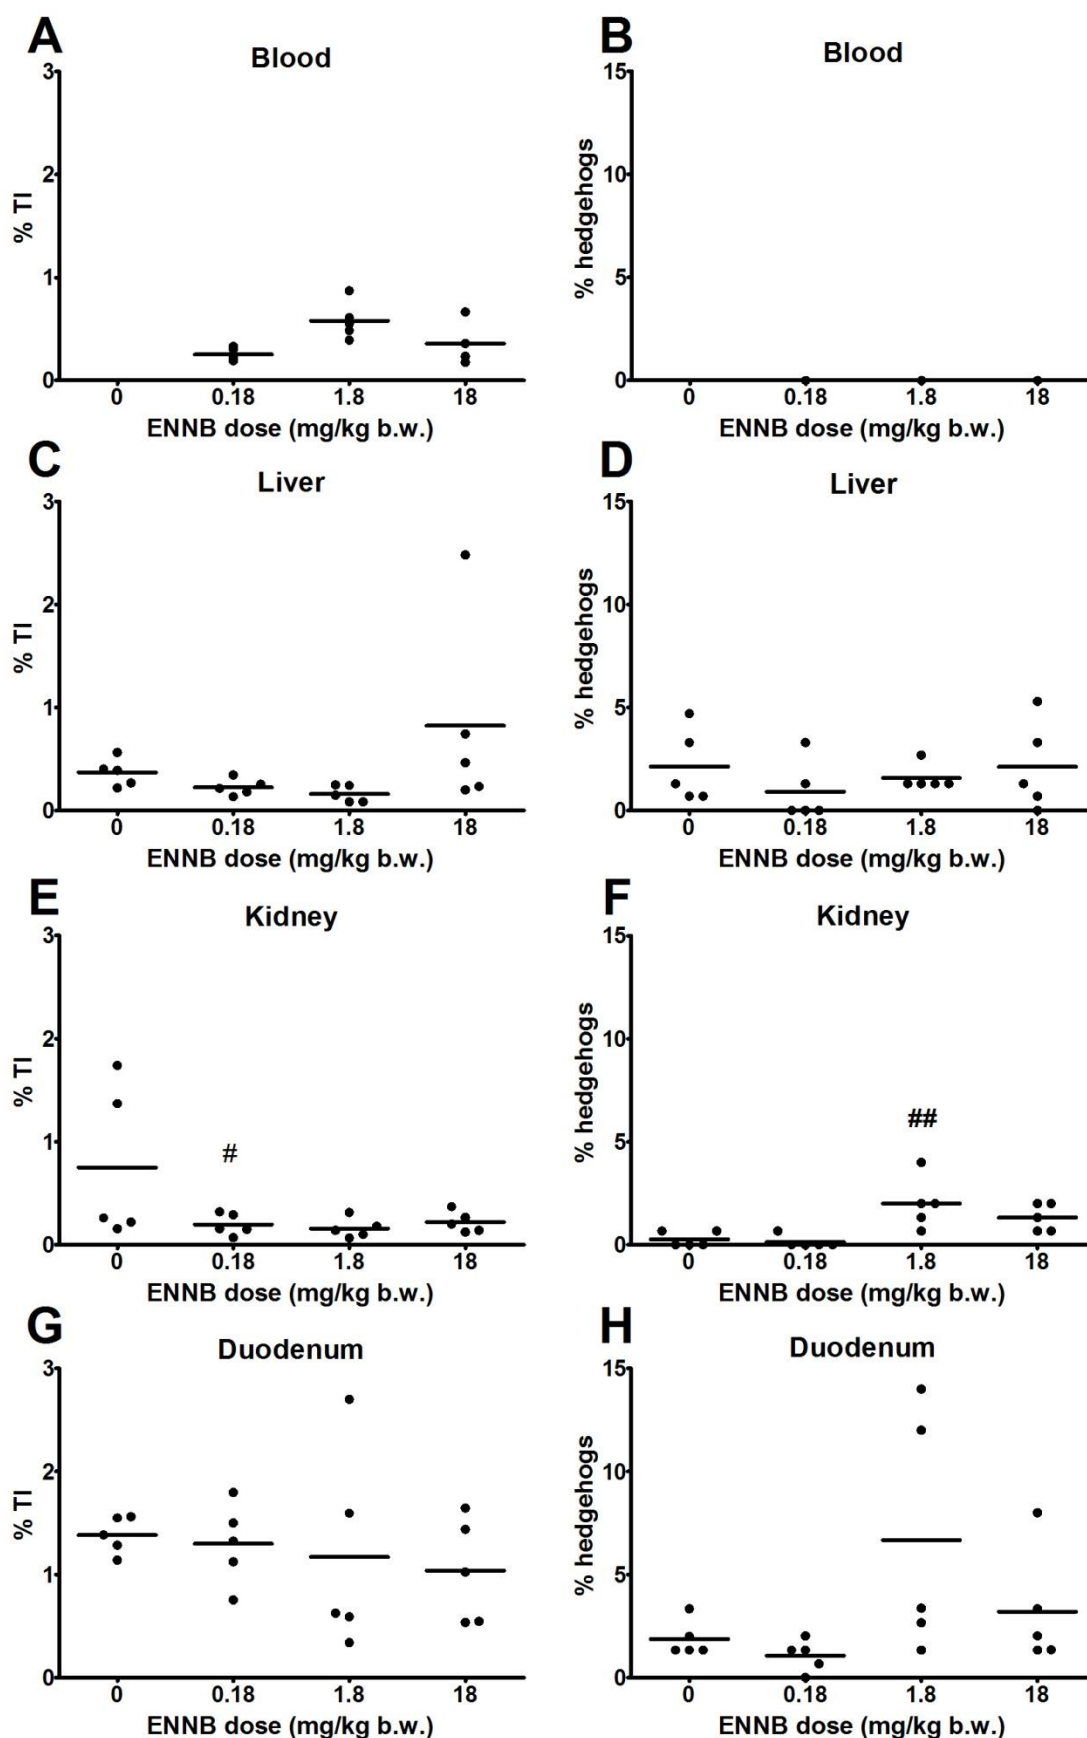 A
Blood
3
2
1
0
% TI
0 0.18 1.8 18
ENNB dose (mg/kg b.w.)
B
Blood
15
10
5
0
% hedgehogs
0 0.18 1.8 18
ENNB dose (mg/kg b.w.)
C
Liver
3
2
1
0
% TI
0 0.18 1.8 18
ENNB dose (mg/kg b.w.)
D
Liver
15
10
5
0
% hedgehogs
0 0.18 1.8 18
ENNB dose (mg/kg b.w.)
E
Kidney
3
2
1
0
% TI
#
0 0.18 1.8 18
ENNB dose (mg/kg b.w.)
F
Kidney
15
10
5
0
% hedgehogs
##
0 0.18 1.8 18
ENNB dose (mg/kg b.w.)
G
Duodenum
3
2
1
0
% TI
0 0.18 1.8 18
ENNB dose (mg/kg b.w.)
H
Duodenum
15
10
5
0
% hedgehogs
0 0.18 1.8 18
ENNB dose (mg/kg b.w.)